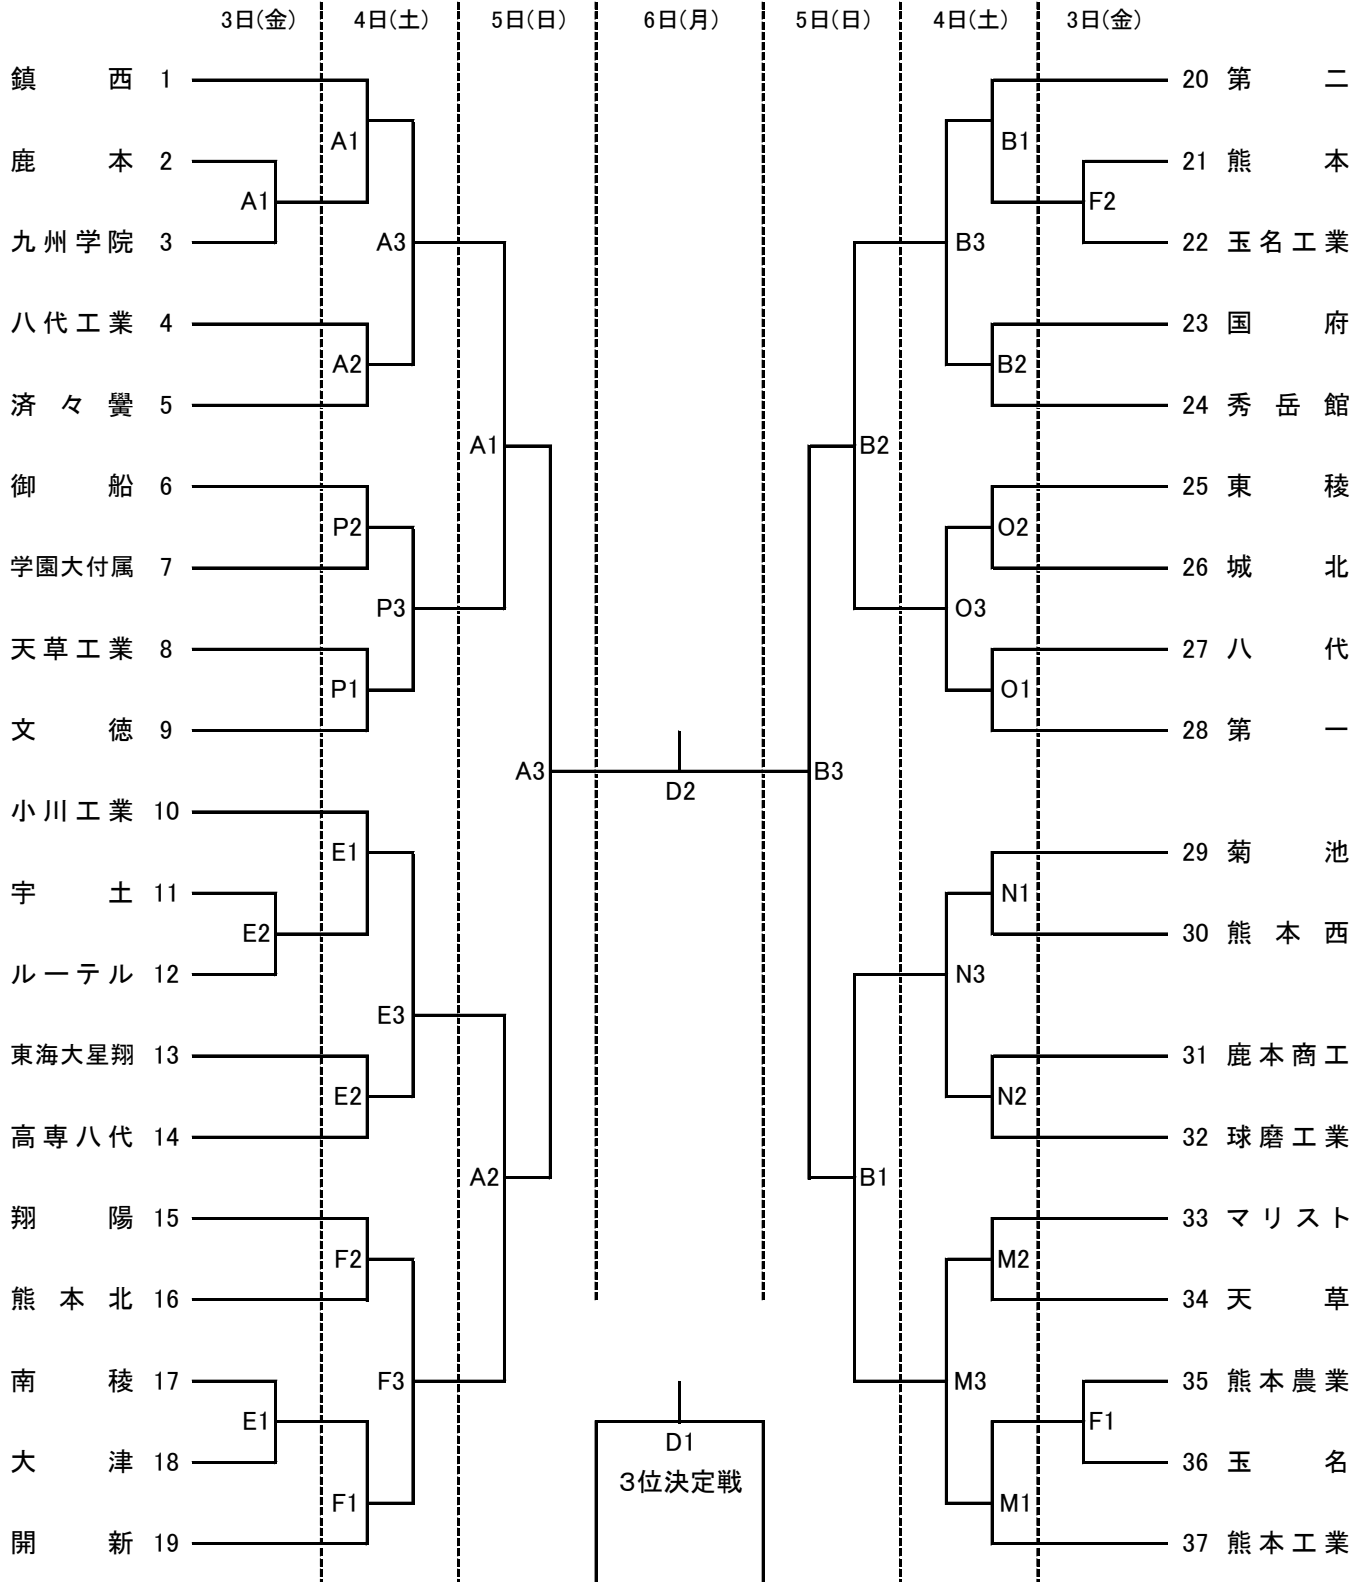 3日(金) 4日(土) 5日(日) 6日(月) 5日(日) 4日(土) 3日(金)
鎮西 1
20 第二
A1
B1
鹿本 2
21 熊本
A1
F2
九州学院 3
A3
B3
22 玉名工業
八代工業 4
23 国府
A2
B2
済々黌 5
24 秀岳館
A1
B2
御船 6
25 東稜
P2
O2
学園大付属 7
26 城北
P3
O3
天草工業 8
27 八代
P1
O1
文徳 9
28 第一
A3
B3
D2
小川工業 10
E1
29 菊池
宇土 11
N1
E2
30 熊本西
ルーテル 12
N3
E3
東海大星翔 13
31 鹿本商工
E2
N2
高専八代 14
32 球磨工業
A2
B1
翔陽 15
33 マリスト
F2
M2
熊本北 16
34 天草
南稜 17
F3
M3
35 熊本農業
E1
F1
D1
大津 18
36 玉名
3位決定戦
F1
M1
開新 19
37 熊本工業